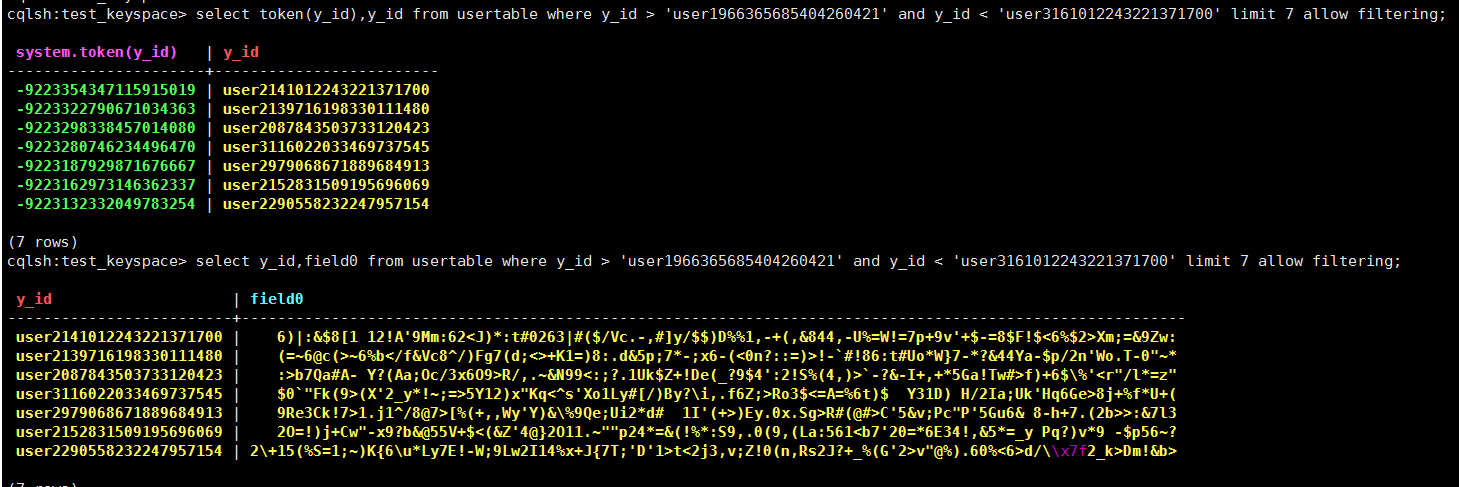 cqlsh:test_keyspace> select token(y_id),y_id from usertable where y_id > 'user1966365685404260421' and y_id < 'user3161012243221371700' limit 7 allow filtering;
system.token(y_id) | y_id
----------------------+-------------------------
-9223354347115915019 | user2141012243221371700
-9223322790671034363 | user2139716198330111480
-9223298338457014080 | user2087843503733120423
-9223280746234496470 | user3116022033469737545
-9223187929871676667 | user2979068671889684913
-9223162973146362337 | user2152831509195696069
-9223132332049783254 | user2290558232247957154
(7 rows)
cqlsh:test_keyspace> select y_id,field0 from usertable where y_id > 'user1966365685404260421' and y_id < 'user3161012243221371700' limit 7 allow filtering;
y_id | field0
user2141012243221371700 | 6)|:&$8[1 12!A'9Mm:62<J)*:t#0263|#($/Vc.-,#]y/$$)D%%1,-+(,&844,-U%=W!=7p+9v'+$-=8$F!$<6%$2>Xm;=&9Zw:
user2139716198330111480 | (=~6@c(>~6%b</f&Vc8^/)Fg7(d;<>+K1=)8:.d&5p;7*-;x6-(<0n?::=)>!-`#!86:t#Uo*W}7-*?&44Ya-$p/2n'Wo.T-0"~*
user2087843503733120423 | :>b7Qa#A- Y?(Aa;Oc/3x6O9>R/,.~&N99<:;?.1Uk$Z+!De(_?9$4':2!S%(4,)>`-?&-I+,+*5Ga!Tw#>f)+6$\%'<r"/l*=z"
user3116022033469737545 | $0`"Fk(9>(X'2_y*!~;=>5Y12)x"Kq<^s'Xo1Ly#[/)By?\i,.f6Z;>Ro3$<=A=%6t)$ Y31D) H/2Ia;Uk'Hq6Ge>8j+%f*U+(
user2979068671889684913 | 9Re3Ck!7>1.j1^/8@7>[%(+,,Wy'Y)&\%9Qe;Ui2*d# 1I'(+>)Ey.0x.Sg>R#(@#>C'5&v;Pc"P'5Gu6& 8-h+7.(2b>>:&7l3
user2152831509195696069 | 2O=!)j+Cw"-x9?b&@55V+$<(&Z'4@}2O11.~""p24*=&(!%*:S9,.0(9,(La:561<b7'20=*6E34!,&5*=_y Pq?)v*9 -$p56~?
user2290558232247957154 | 2\+15(%S=1;~)K{6\u*Ly7E!-W;9Lw2I14%x+J{7T;'D'1>t<2j3,v;Z!0(n,Rs2J?+_%(G'2>v"@%).60%<6>d/\\x7f2_k>Dm!&b>